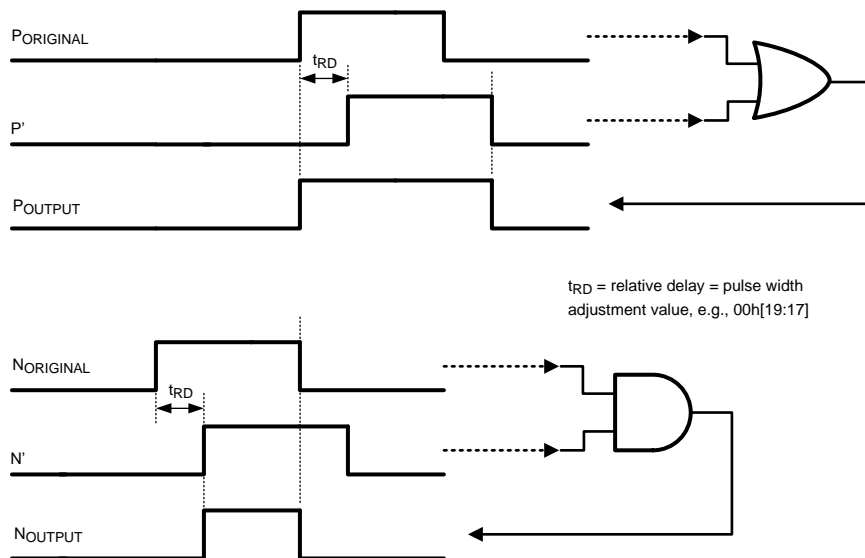 PORIGINAL
tRD
P'
POUTPUT
tRD = relative delay = pulse width
adjustment value, e.g., 00h[19:17]
NORIGINAL
tRD
N'
NOUTPUT